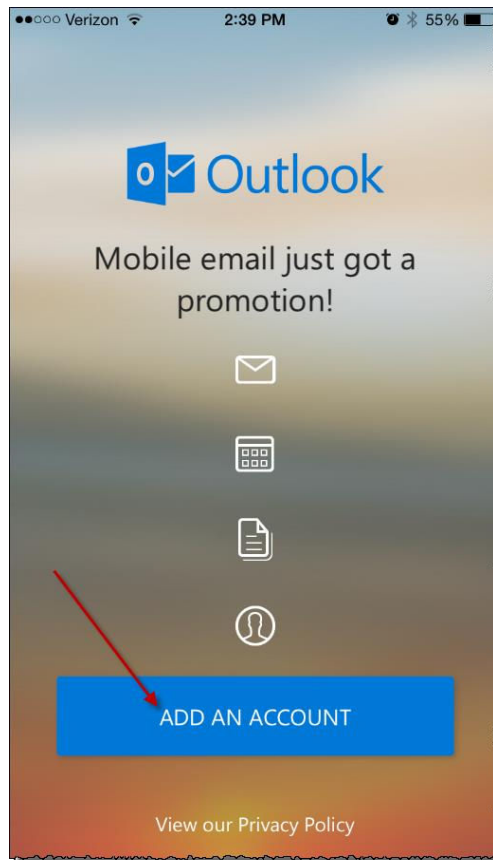 Verizon 2:39 PM 55%
Outlook
Mobile email just got a
promotion!
ADD AN ACCOUNT
View our Privacy Policy